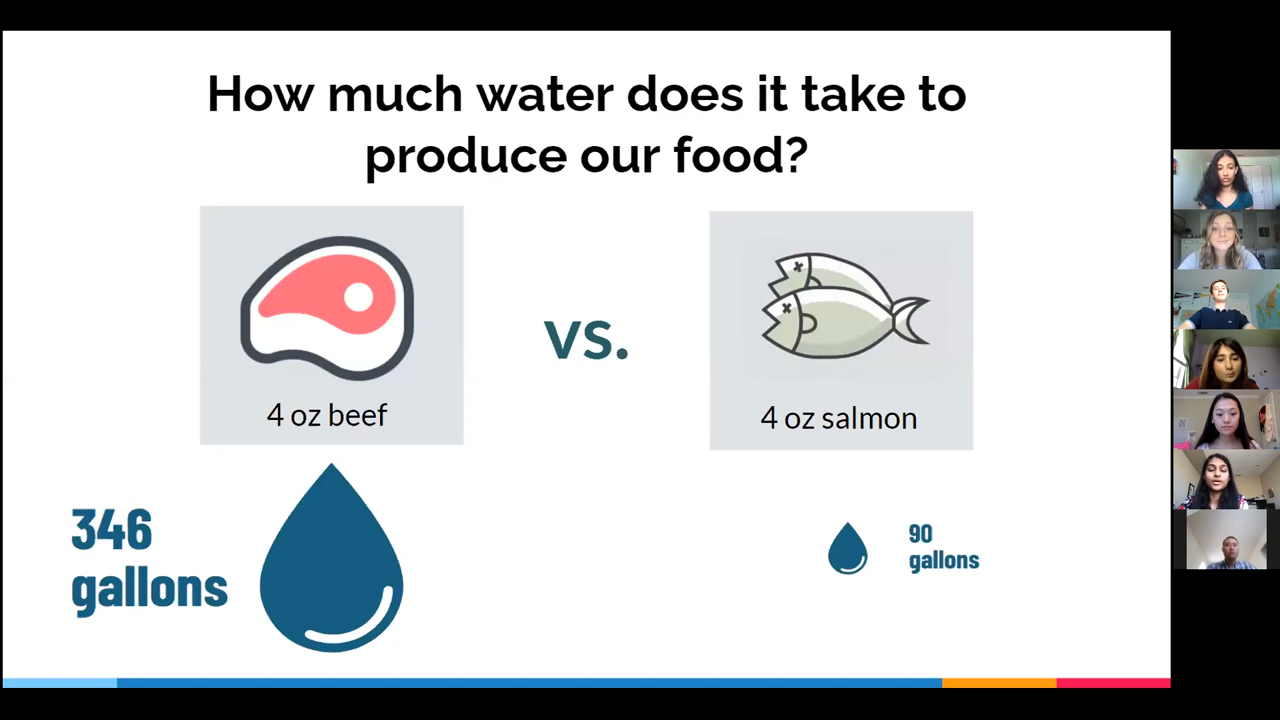 How much water does it take to
produce our food?
4 oz beef
vs.
4 oz salmon
346
gallons
90
gallons